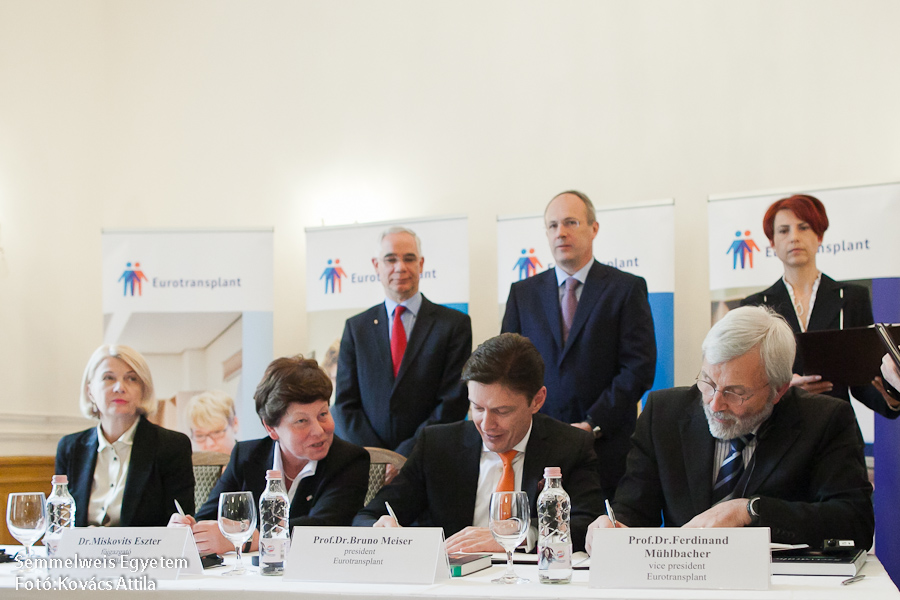 Eurotransplant
Eurotransplant
Eurotransplant
Eurotransplant
Dr.Miskovits Eszter
Prof.Dr.Bruno Meiser
president
Eurotransplant
Prof.Dr.Ferdinand
Mühlbacher
vice president
Eurotransplant
Semmelweis Egyetem
Fotó:Kovács Attila